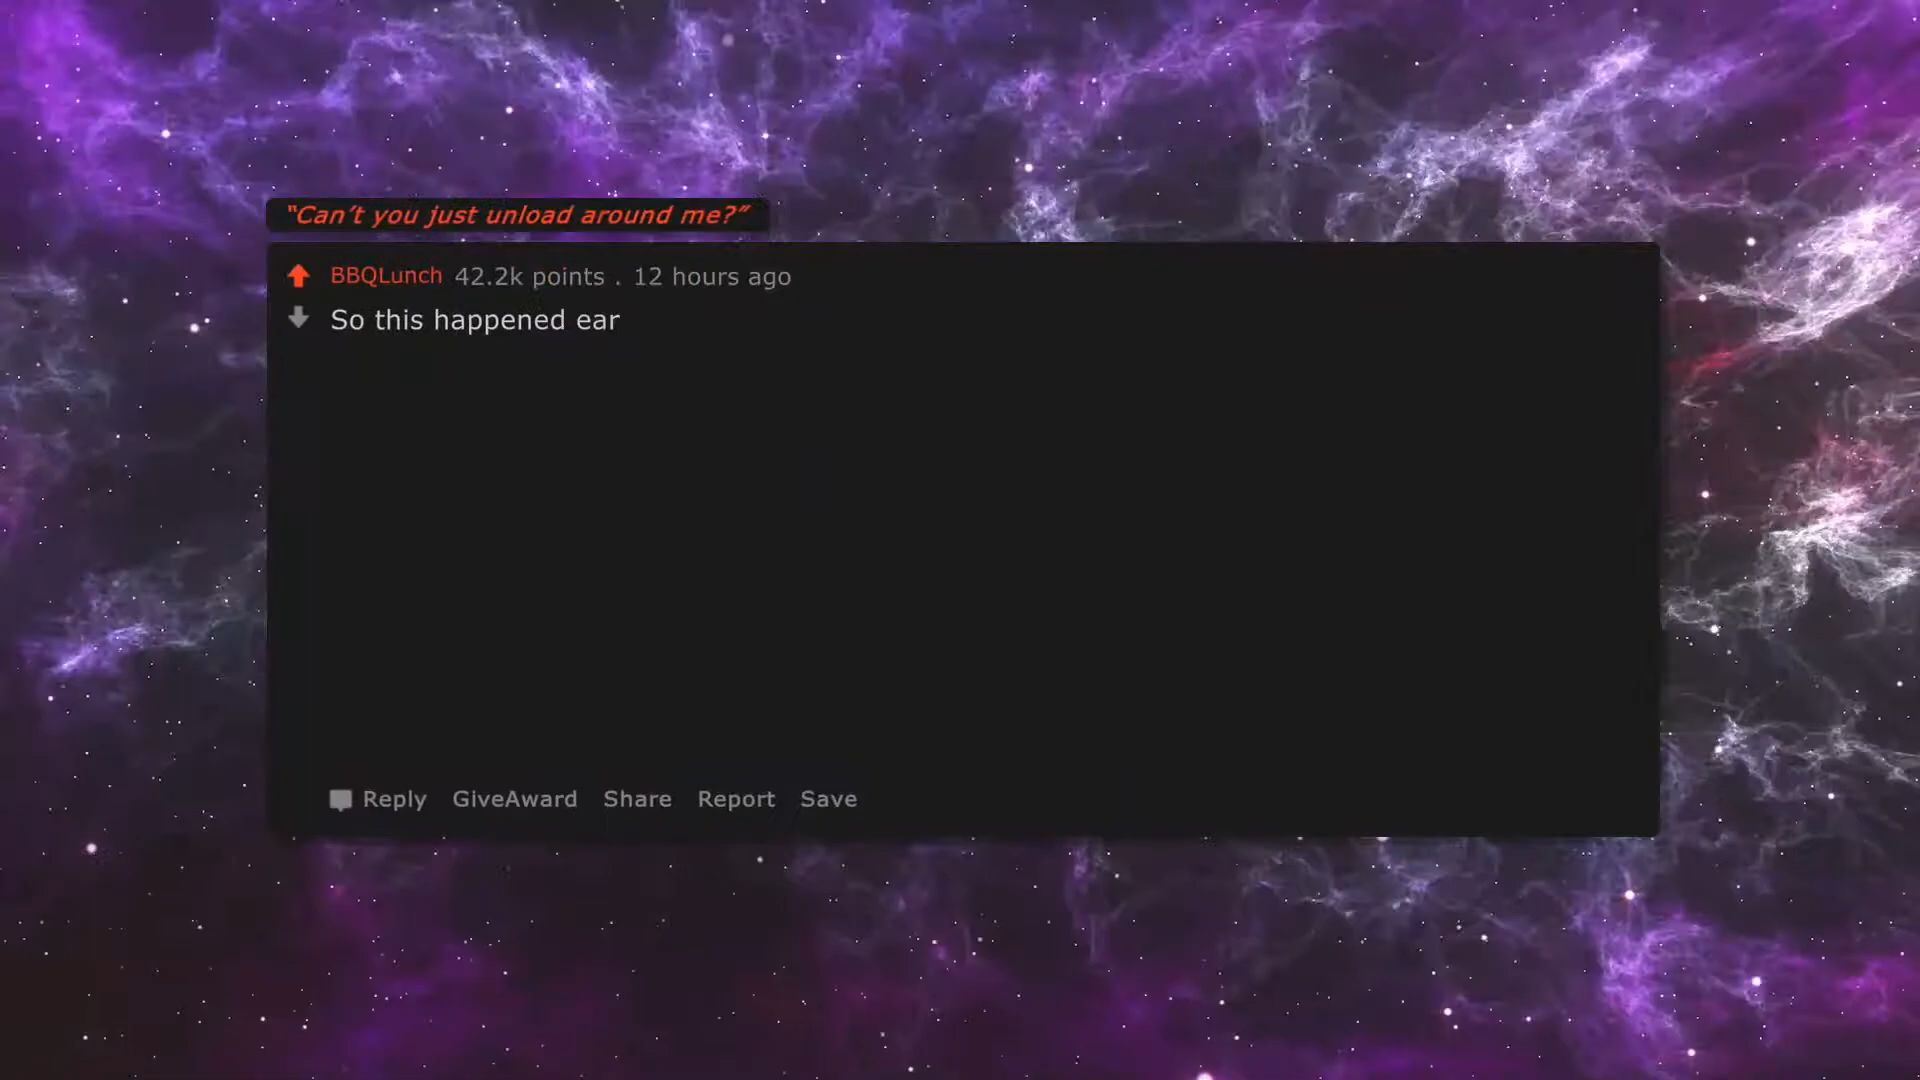 “Can’t you just unload around me?”
BBQLunch 42.2k points . 12 hours ago
So this happened ear
Reply GiveAward Share Report Save